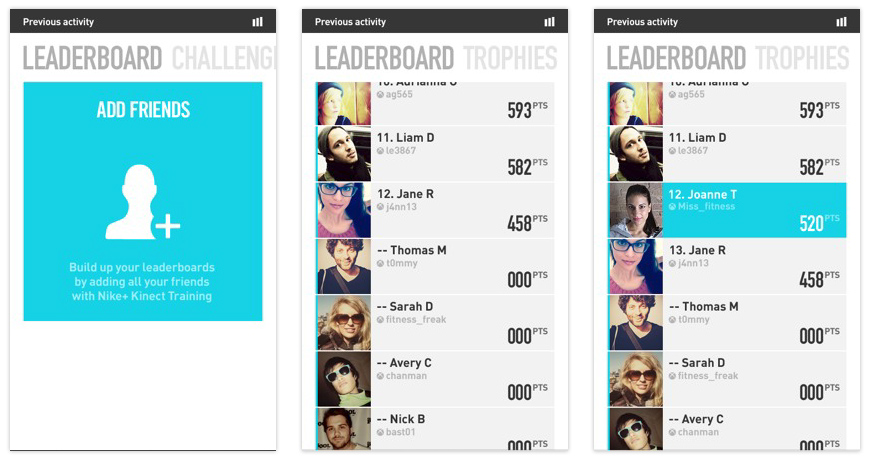 Previous activity
LEADERBOARD CHALLENG
ADD FRIENDS
Build up your leaderboards
by adding all your friends
with Nike+ Kinect Training
Previous activity
LEADERBOARD TROPHIES
10. Adrianna O
ag565
593 PTS
11. Liam D
le3867
582 PTS
12. Jane R
j4nn13
458 PTS
-- Thomas M
t0mmy
000 PTS
-- Sarah D
fitness_freak
000 PTS
-- Avery C
chanman
000 PTS
-- Nick B
bast01
000 PTS
Previous activity
LEADERBOARD TROPHIES
10. Adrianna O
ag565
593 PTS
11. Liam D
le3867
582 PTS
12. Joanne T
Miss_fitness
520 PTS
13. Jane R
j4nn13
458 PTS
-- Thomas M
t0mmy
000 PTS
-- Sarah D
fitness_freak
000 PTS
-- Avery C
chanman
000 PTS